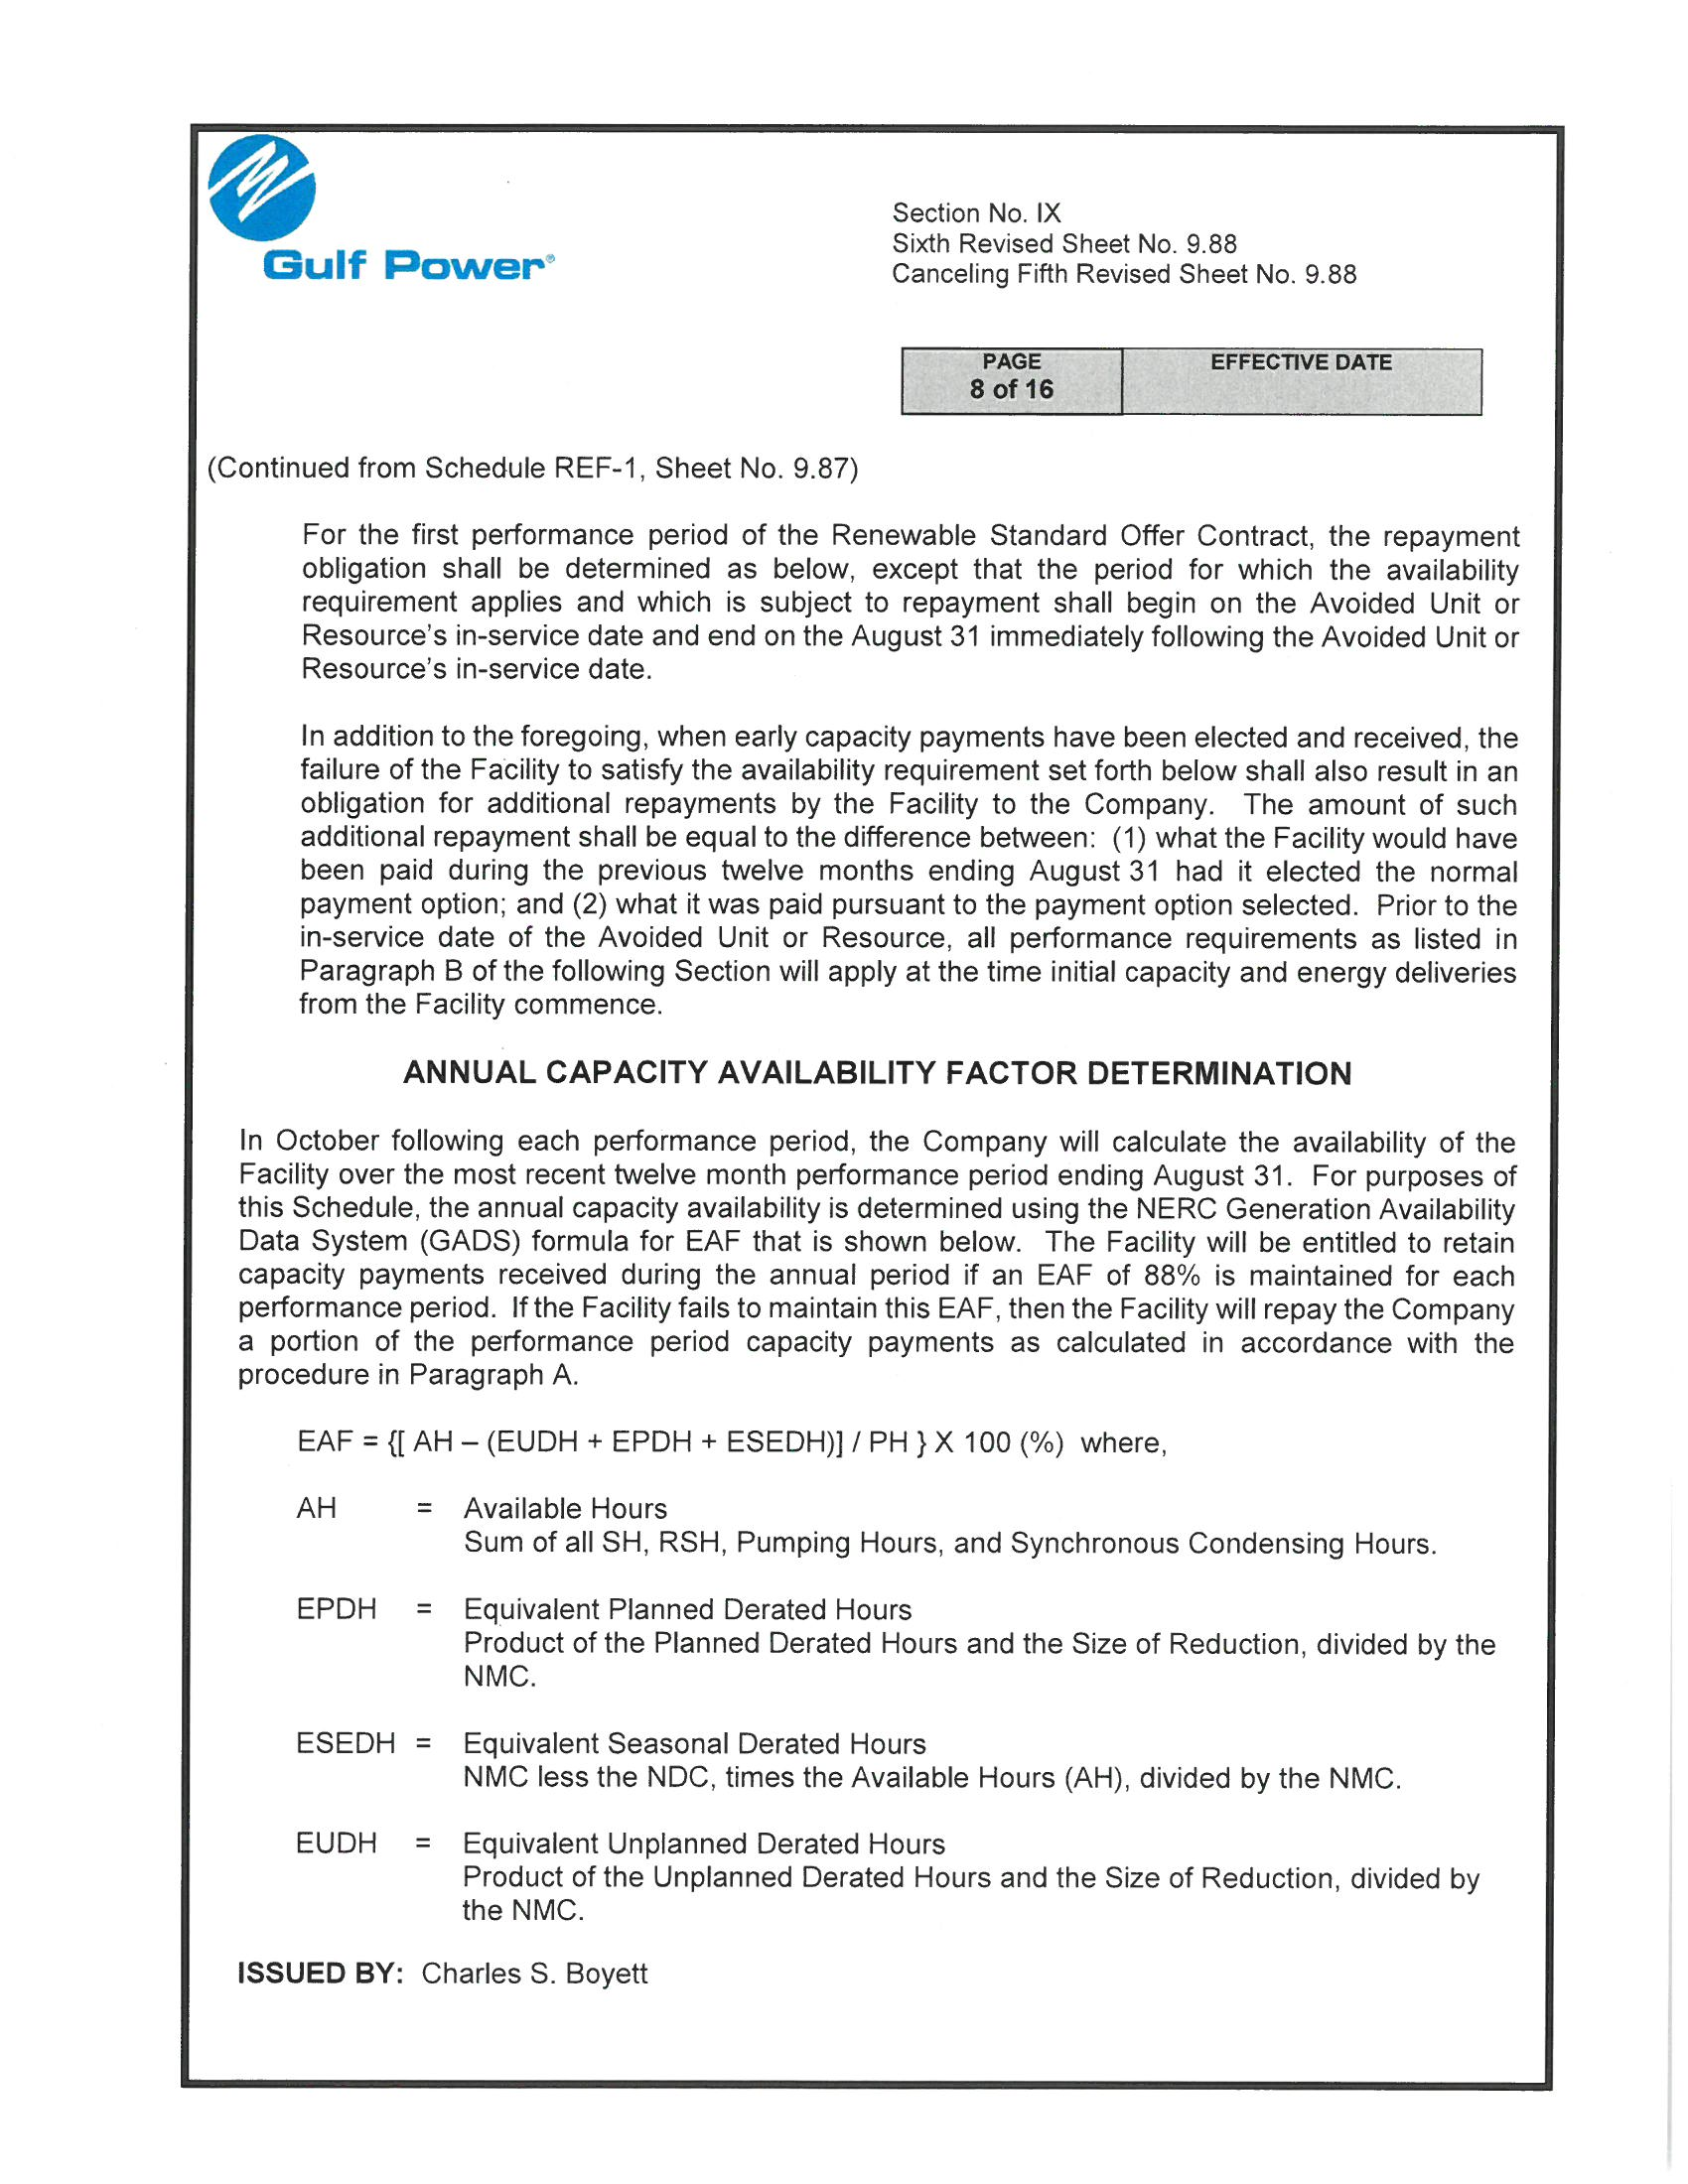 Gulf Power®
Section No. IX
Sixth Revised Sheet No. 9.88
Canceling Fifth Revised Sheet No. 9.88
PAGE
8 of 16
EFFECTIVE DATE
(Continued from Schedule REF-1, Sheet No. 9.87)
For the first performance period of the Renewable Standard Offer Contract, the repayment
obligation shall be determined as below, except that the period for which the availability
requirement applies and which is subject to repayment shall begin on the Avoided Unit or
Resource's in-service date and end on the August 31 immediately following the Avoided Unit or
Resource's in-service date.
In addition to the foregoing, when early capacity payments have been elected and received, the
failure of the Facility to satisfy the availability requirement set forth below shall also result in an
obligation for additional repayments by the Facility to the Company. The amount of such
additional repayment shall be equal to the difference between: (1) what the Facility would have
been paid during the previous twelve months ending August 31 had it elected the normal
payment option; and (2) what it was paid pursuant to the payment option selected. Prior to the
in-service date of the Avoided Unit or Resource, all performance requirements as listed in
Paragraph B of the following Section will apply at the time initial capacity and energy deliveries
from the Facility commence.
ANNUAL CAPACITY AVAILABILITY FACTOR DETERMINATION
In October following each performance period, the Company will calculate the availability of the
Facility over the most recent twelve month performance period ending August 31. For purposes of
this Schedule, the annual capacity availability is determined using the NERC Generation Availability
Data System (GADS) formula for EAF that is shown below. The Facility will be entitled to retain
capacity payments received during the annual period if an EAF of 88% is maintained for each
performance period. If the Facility fails to maintain this EAF, then the Facility will repay the Company
a portion of the performance period capacity payments as calculated in accordance with the
procedure in Paragraph A.
EAF = {[ AH – (EUDH + EPDH + ESEDH)] / PH } X 100 (%) where,
AH = Available Hours
Sum of all SH, RSH, Pumping Hours, and Synchronous Condensing Hours.
EPDH = Equivalent Planned Derated Hours
Product of the Planned Derated Hours and the Size of Reduction, divided by the
NMC.
ESEDH = Equivalent Seasonal Derated Hours
NMC less the NDC, times the Available Hours (AH), divided by the NMC.
EUDH = Equivalent Unplanned Derated Hours
Product of the Unplanned Derated Hours and the Size of Reduction, divided by
the NMC.
ISSUED BY: Charles S. Boyett